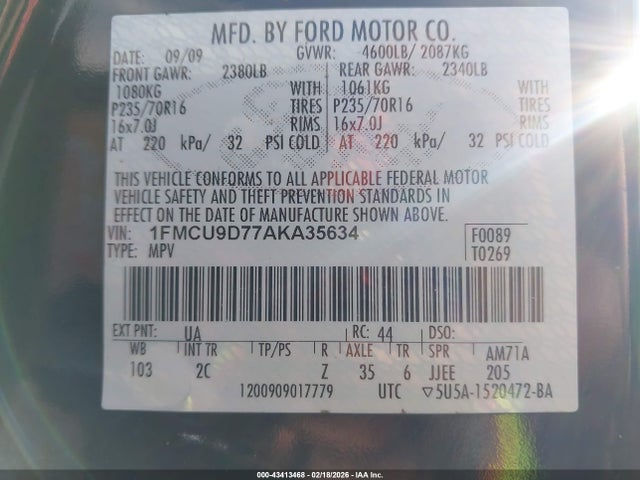 MFD. BY FORD MOTOR CO.
DATE: 09/09 GVWR: 4600LB/ 2087KG
FRONT GAWR: 2380LB REAR GAWR: 2340LB
1080KG WITH 1061KG WITH
P235/70R16 TIRES P235/70R16 TIRES
16x7.0J RIMS 16x7.0J RIMS
AT 220 kPa/ 32 PSI COLD AT 220 kPa/ 32 PSI COLD
THIS VEHICLE CONFORMS TO ALL APPLICABLE FEDERAL MOTOR
VEHICLE SAFETY AND THEFT PREVENTION STANDARDS IN
EFFECT ON THE DATE OF MANUFACTURE SHOWN ABOVE.
VIN: 1FMCU9D77AKA35634 F0089
TYPE: MPV T0269
EXT PNT: UA RC: 44 DSO:
WB INT TR TP/PS R AXLE TR SPR AM71A
103 2C Z 35 6 JJEE 205
1200909017779 UTC ▽5U5A-1520472-BA
000-43413468 - 02/18/2026 - IAA Inc.